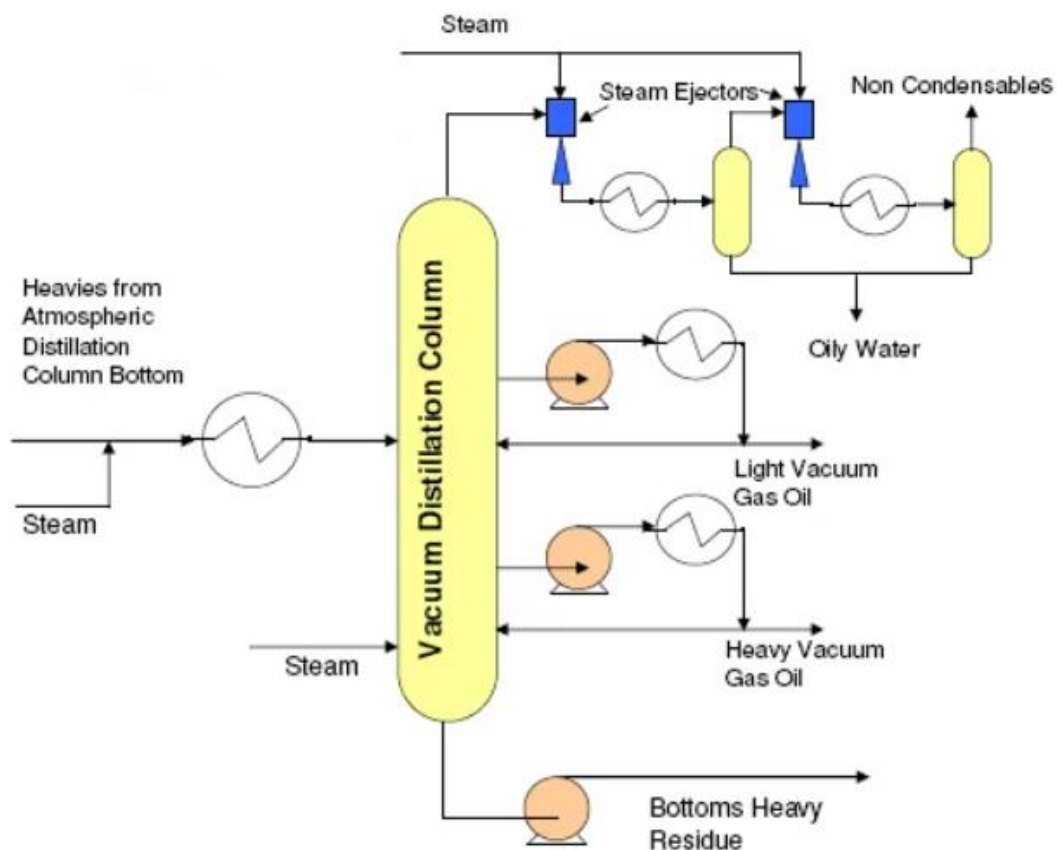 Steam
Steam Ejectors
Non Condensables
Heavies from
Atmospheric
Distillation
Column Bottom
Vacuum Distillation Column
Oily Water
Light Vacuum
Gas Oil
Steam
Heavy Vacuum
Gas Oil
Steam
Bottoms Heavy
Residue